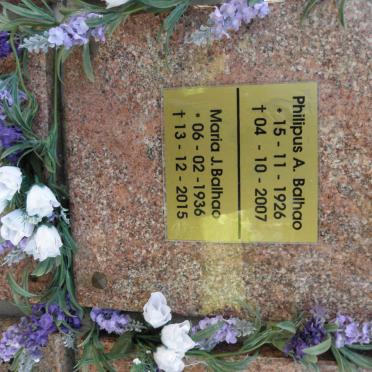 Philipus A. Balhao
* 15 - 11 - 1926
† 04 - 10 - 2007
Maria J. Balhao
* 06 - 02 - 1936
† 13 - 12 - 2015